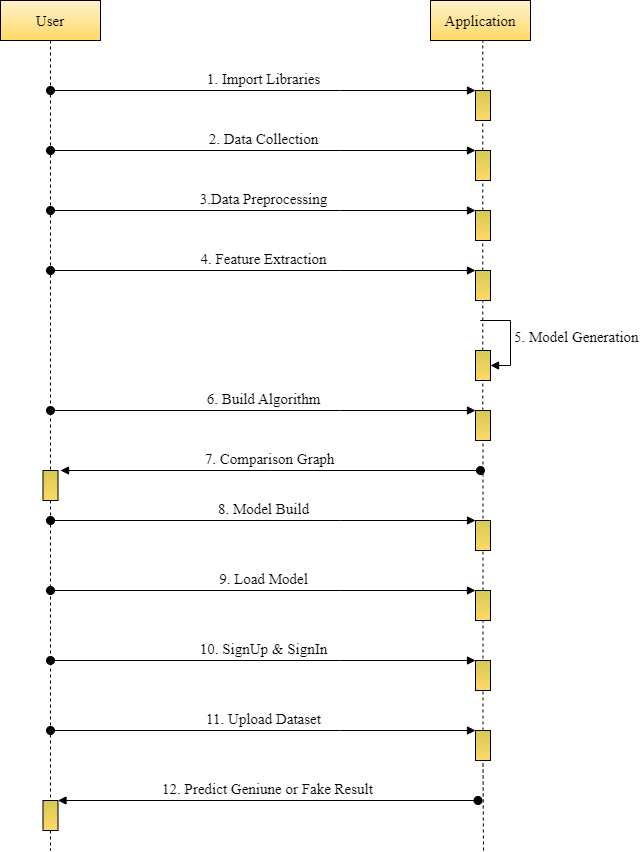 User
Application
1. Import Libraries
2. Data Collection
3.Data Preprocessing
4. Feature Extraction
5. Model Generation
6. Build Algorithm
7. Comparison Graph
8. Model Build
9. Load Model
10. SignUp & SignIn
11. Upload Dataset
12. Predict Geniune or Fake Result